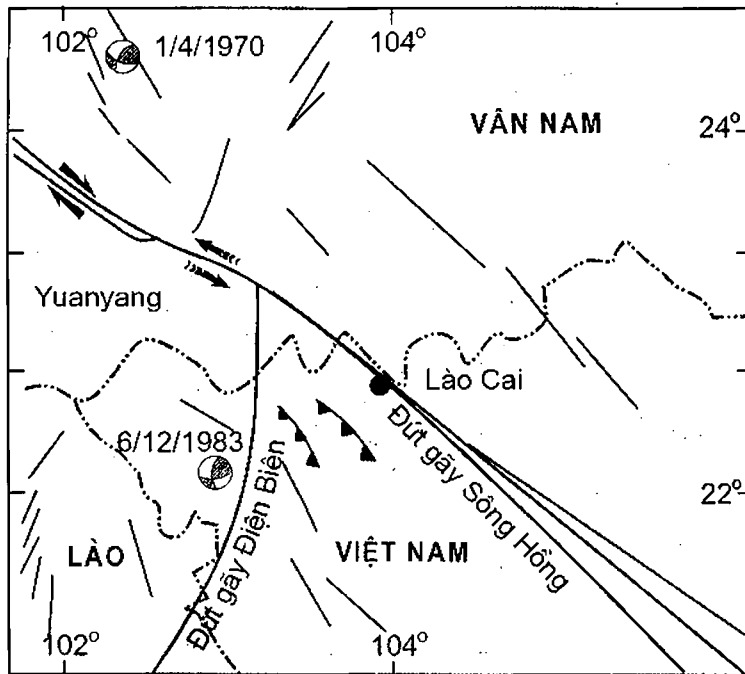 102°
104°
1/4/1970
VÂN NAM
24°
Yuanyang
Lào Cai
6/12/1983
Đứt gãy Điện Biên
Đứt gãy Sông Hồng
22°
LÀO
VIỆT NAM
102°
104°